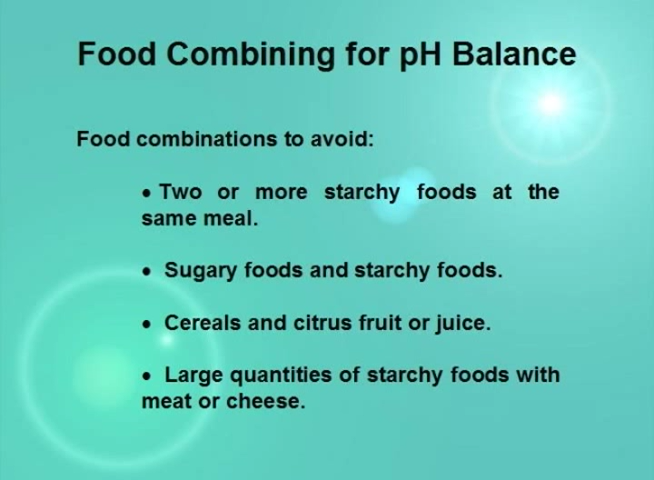 Food Combining for pH Balance
Food combinations to avoid:
• Two or more starchy foods at the
same meal.
• Sugary foods and starchy foods.
• Cereals and citrus fruit or juice.
• Large quantities of starchy foods with
meat or cheese.